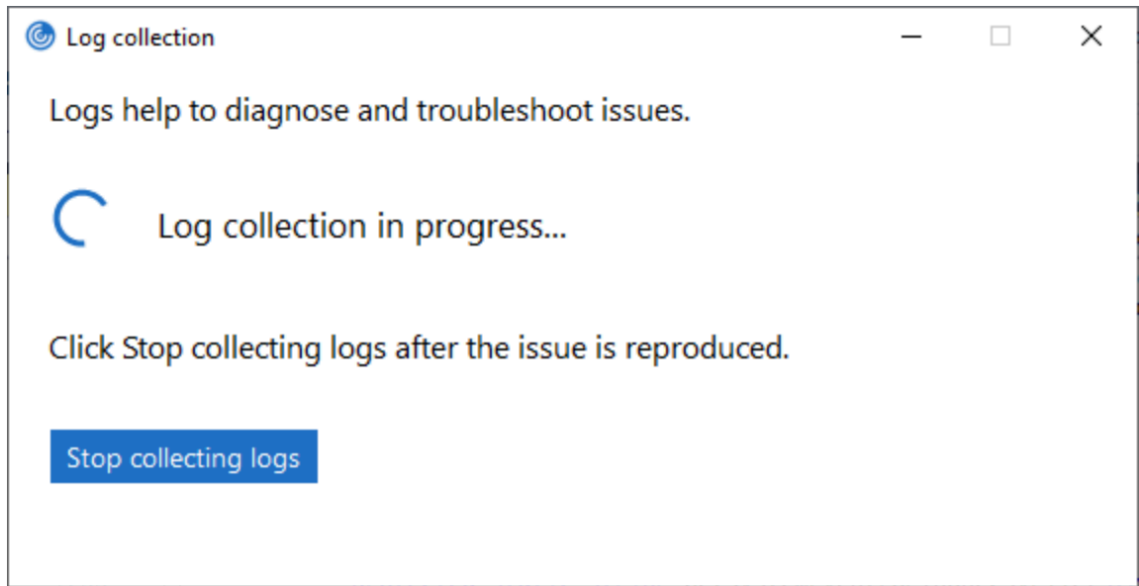 Log collection
Logs help to diagnose and troubleshoot issues.
Log collection in progress...
Click Stop collecting logs after the issue is reproduced.
Stop collecting logs